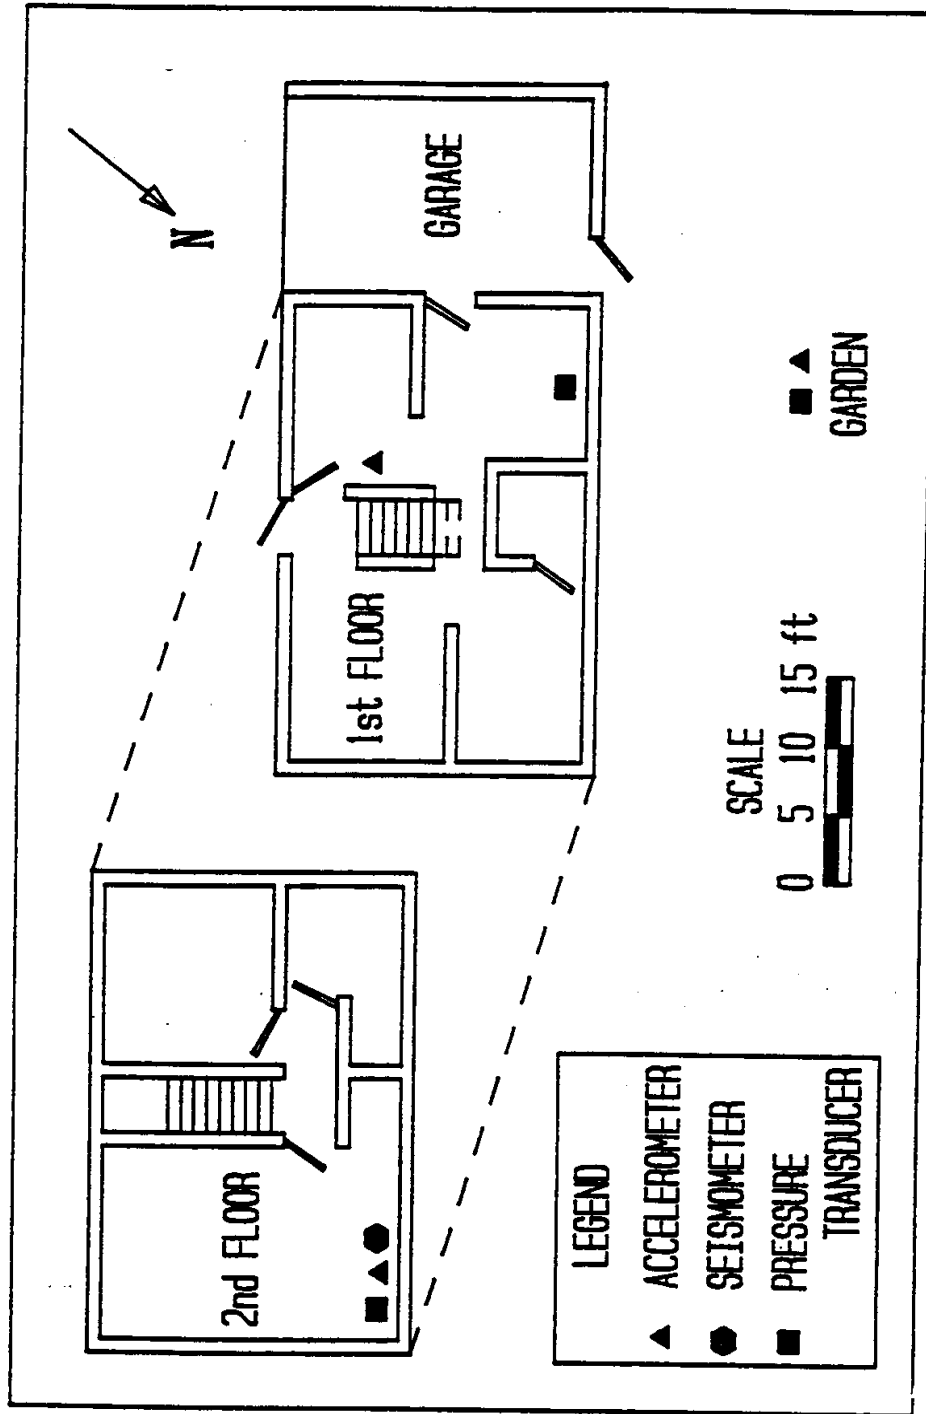 N
GARAGE
1st FLOOR
2nd FLOOR
GARDEN
SCALE
0 5 10 15 ft
LEGEND
ACCELEROMETER
SEISMOMETER
PRESSURE
TRANSDUCER